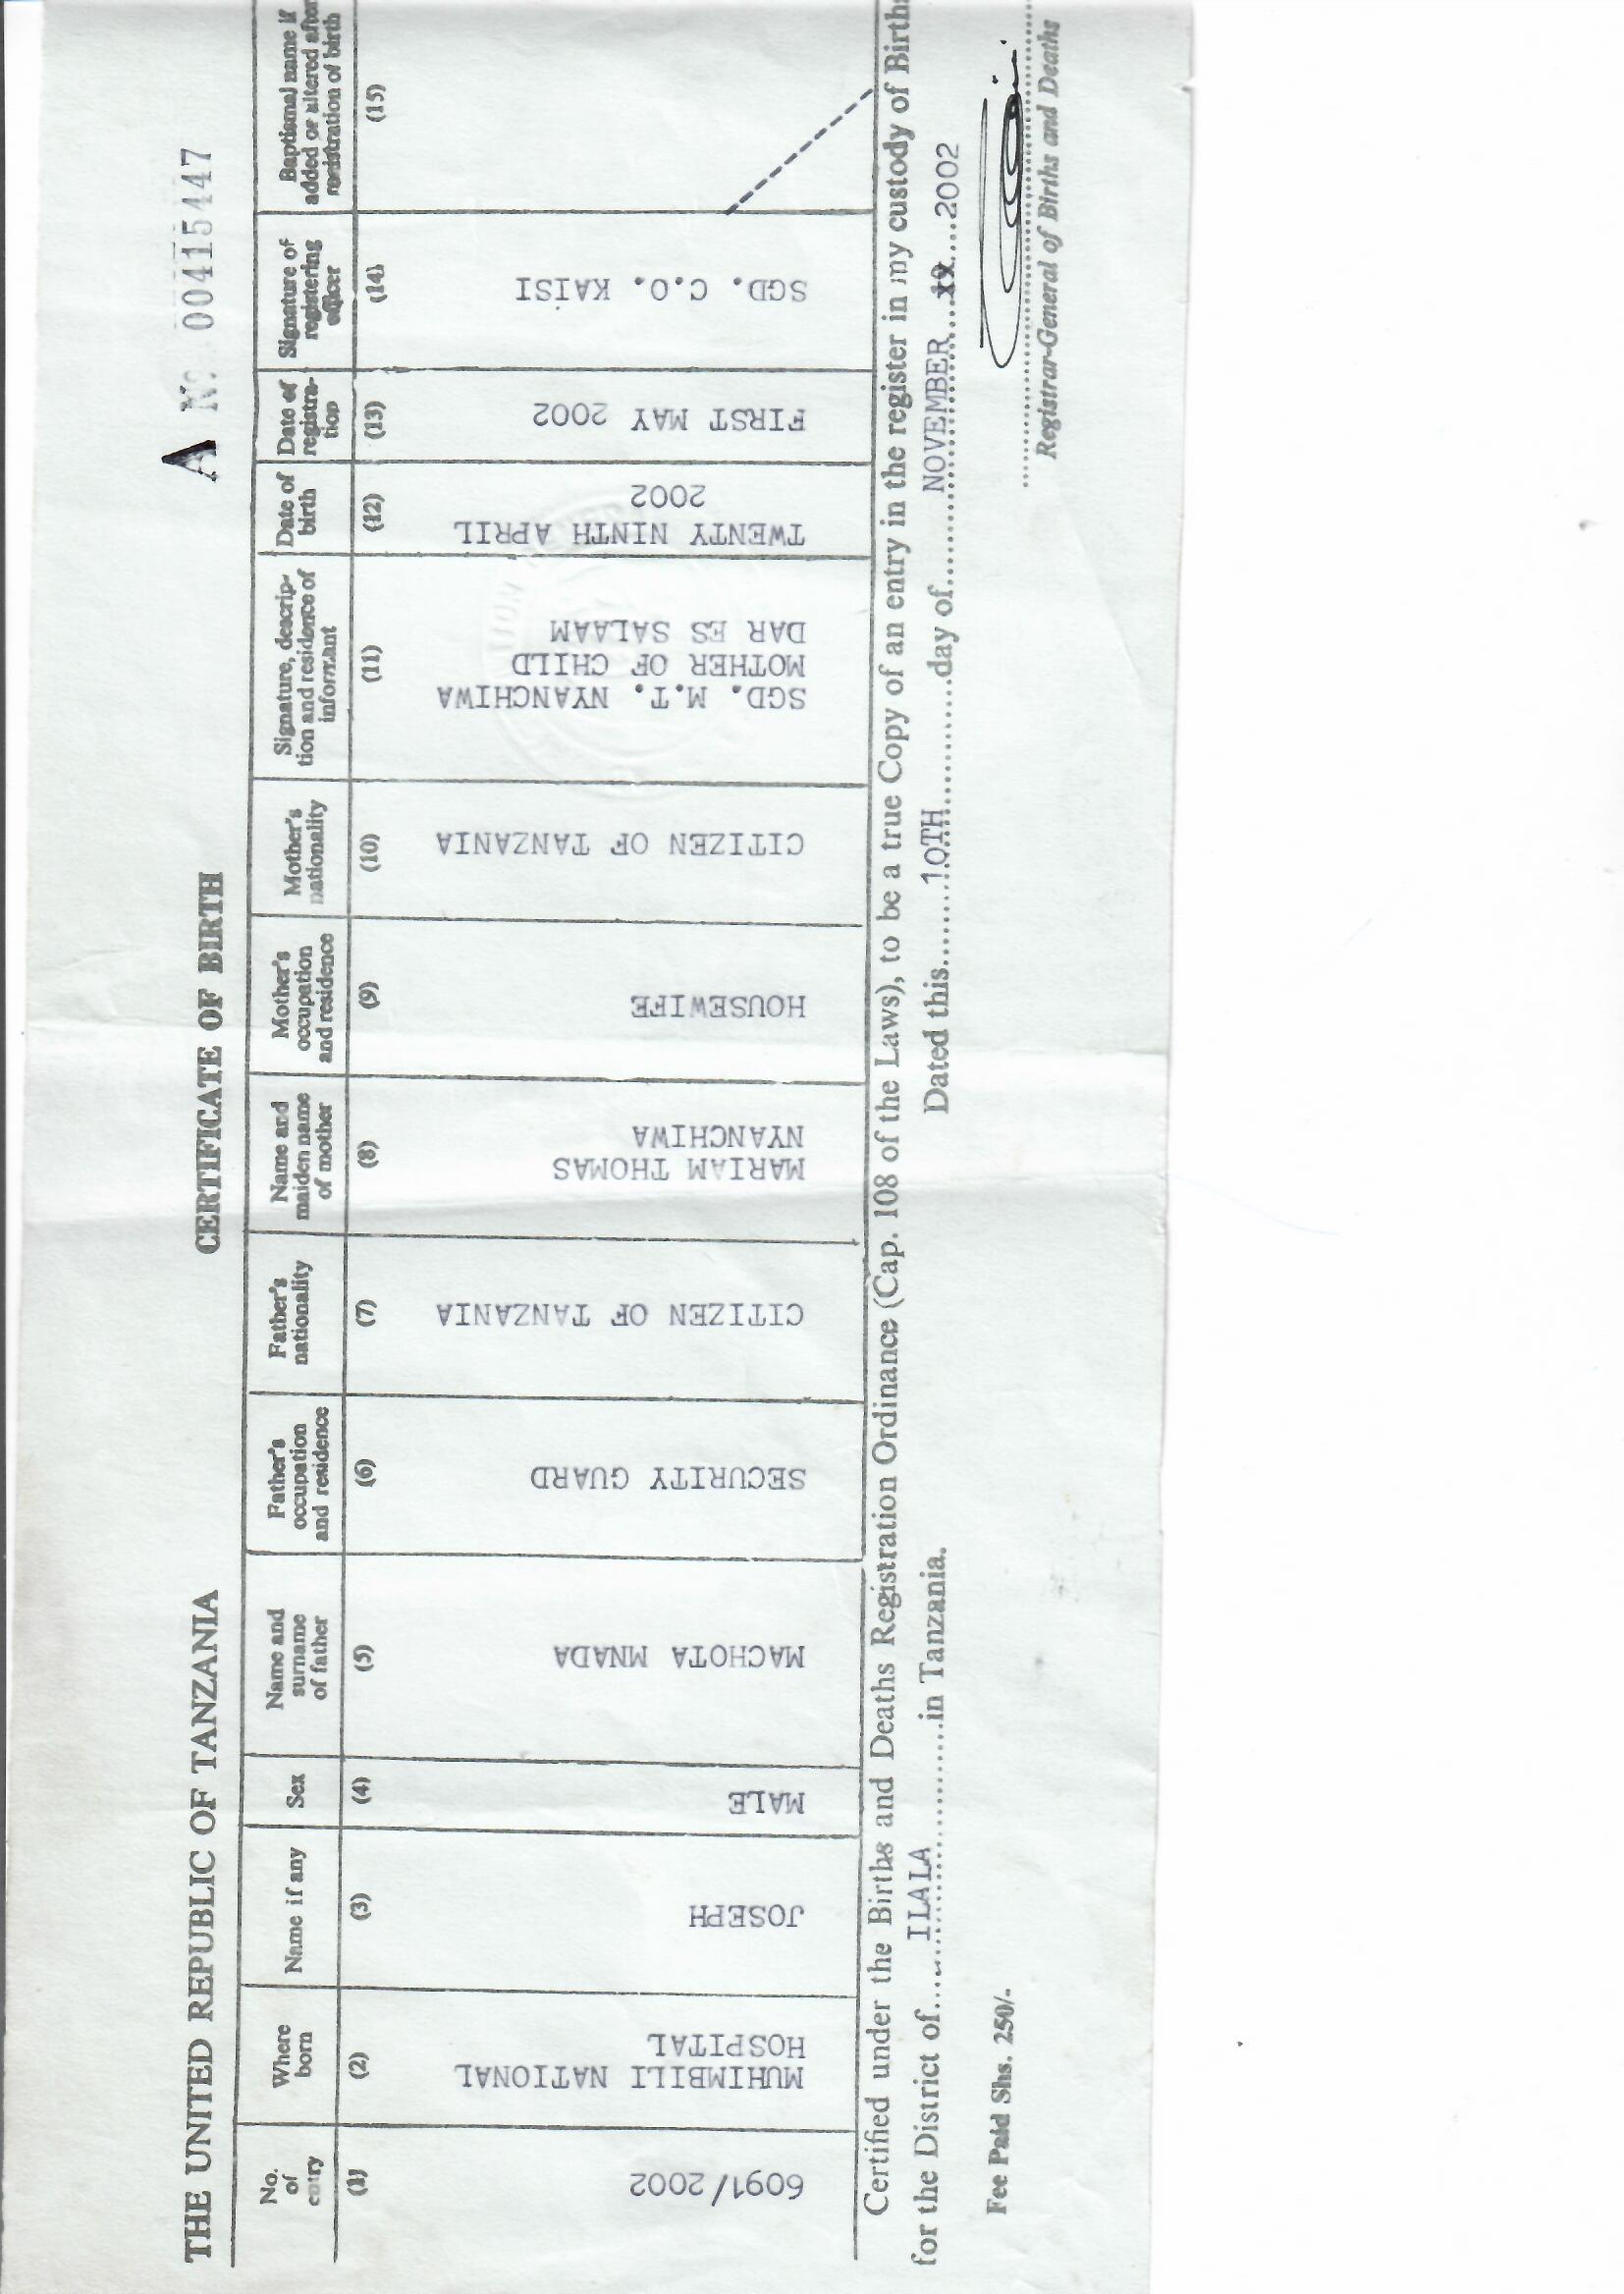 A No. 00415447
THE UNITED REPUBLIC OF TANZANIA
CERTIFICATE OF BIRTH
No.
of
entry
Where
born
Name if any
Sex
Name and
surname
of father
Father's
occupation
and residence
Father's
nationality
Name and
maiden name
of mother
Mother's
occupation
and residence
Mother's
nationality
Signature, descrip-
tion and residence of
informant
Date of
birth
Date of
registra-
tion
Signature of
registering
officer
Baptismal name if
added or altered after
registration of birth
(1)
(2)
(3)
(4)
(5)
(6)
(7)
(8)
(9)
(10)
(11)
(12)
(13)
(14)
(15)
6091/2002
MUHIMBILI NATIONAL
HOSPITAL
JOSEPH
MALE
MACHOTA MNADA
SECURITY GUARD
CITIZEN OF TANZANIA
MARIAM THOMAS
NYANCHIWA
HOUSEWIFE
CITIZEN OF TANZANIA
SGD. M.T. NYANCHIWA
MOTHER OF CHILD
DAR ES SALAAM
TWENTY NINTH APRIL
2002
FIRST MAY 2002
SGD. C.O. KAISI
Certified under the Births and Deaths Registration Ordinance (Cap. 108 of the Laws), to be a true Copy of an entry in the register in my custody of Births
for the District of.....ILALA.....in Tanzania.
Dated this.....10TH.....day of.....NOVEMBER.....19.....2002
Fee Paid Shs. 250/-
Registrar-General of Births and Deaths